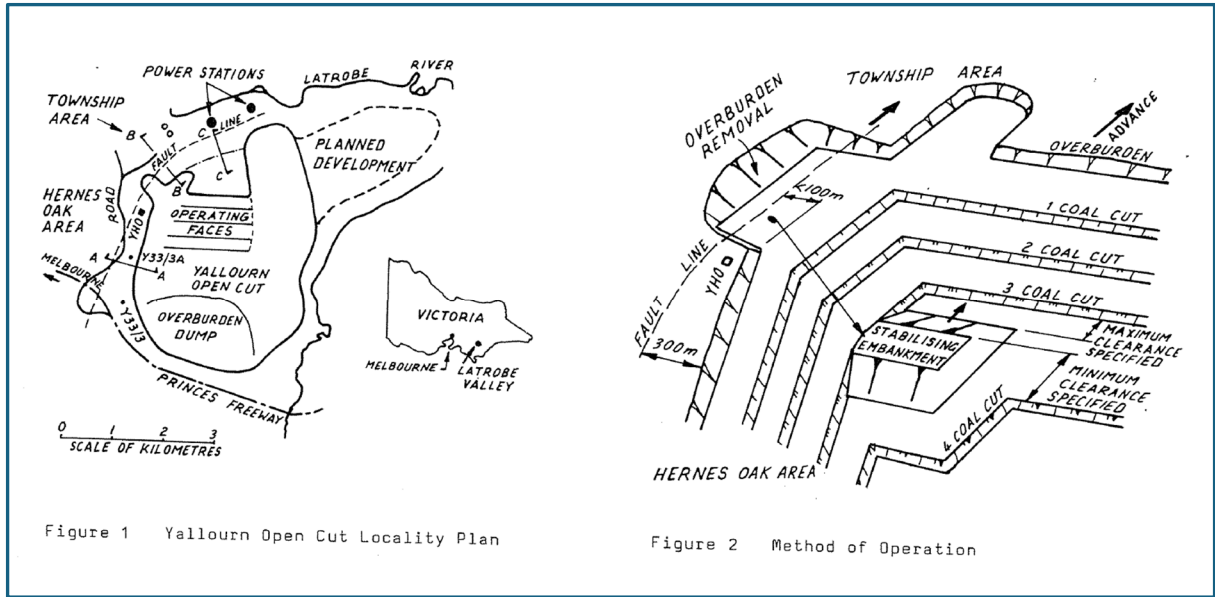 POWER STATIONS
LATROBE
RIVER
TOWNSHIP
AREA
B
C
LINE
FAULT
PLANNED
DEVELOPMENT
C
B
HERNES
OAK
AREA
ROAD
YHO
OPERATING
FACES
A
Y33/3A
A
MELBOURNE
YALLOURN
OPEN CUT
Y33/3
OVERBURDEN
DUMP
PRINCES FREEWAY
0 1 2 3
SCALE OF KILOMETRES
VICTORIA
MELBOURNE
LATROBE
VALLEY
Figure 1 Yallourn Open Cut Locality Plan
TOWNSHIP AREA
OVERBURDEN
REMOVAL
ADVANCE
OVERBURDEN
<100m
1 COAL CUT
2 COAL CUT
3 COAL CUT
FAULT LINE
YHO
300m
STABILISING
EMBANKMENT
MAXIMUM
CLEARANCE
SPECIFIED
MINIMUM
CLEARANCE
SPECIFIED
4 COAL CUT
HERNES OAK AREA
Figure 2 Method of Operation